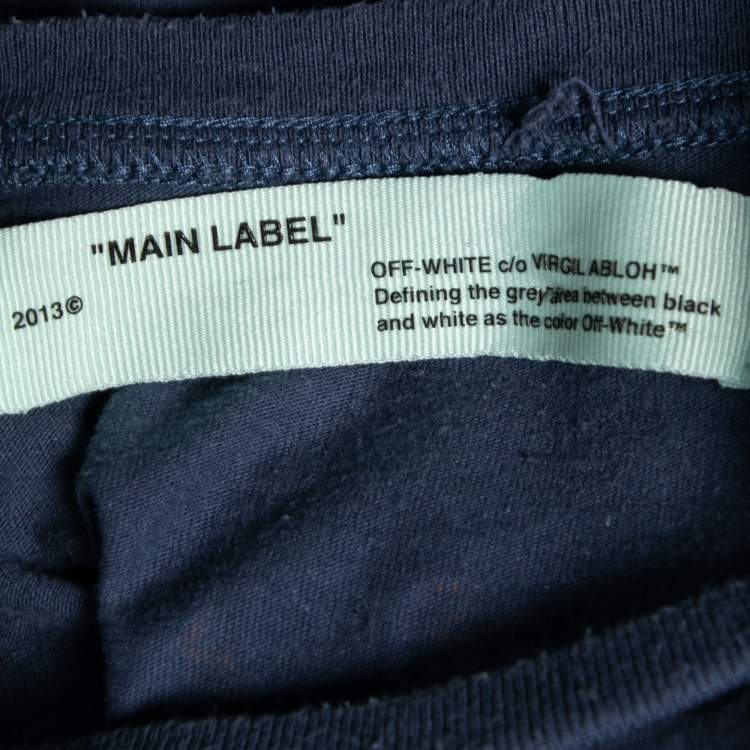 "MAIN LABEL"
2013©
OFF-WHITE c/o VIRGIL ABLOH™
Defining the grey area between black
and white as the color Off-White™